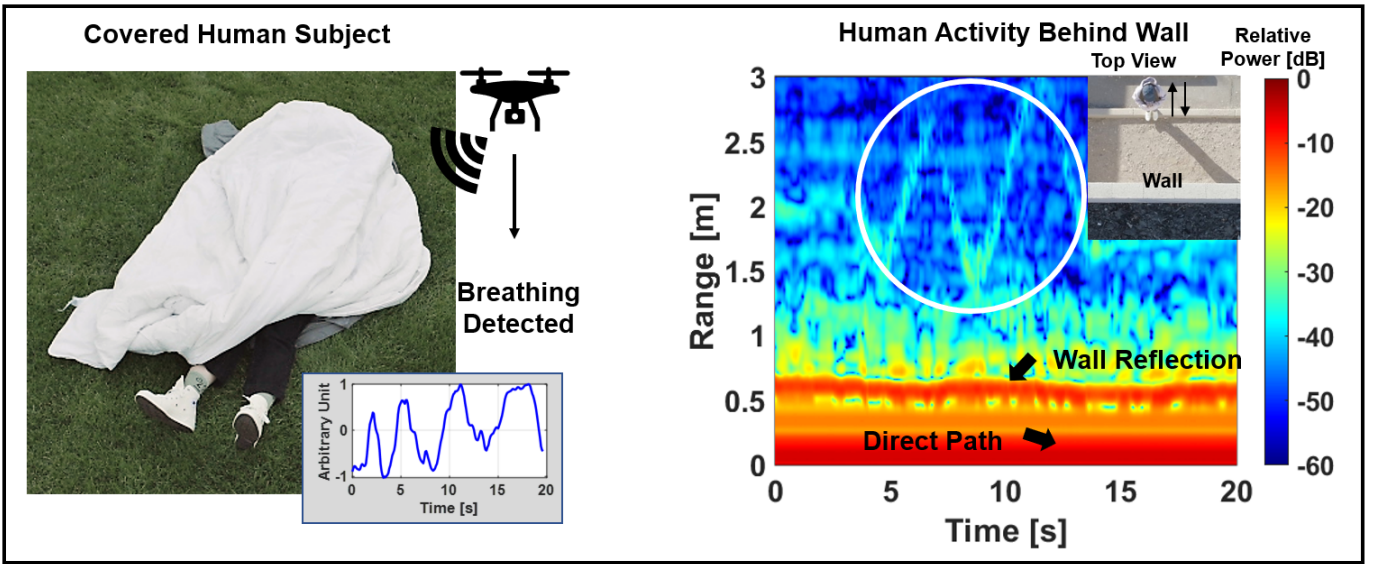 Covered Human Subject
Breathing
Detected
Arbitrary Unit
1
0
-1
0
5
10
15
20
Time [s]
Human Activity Behind Wall
Top View
Relative
Power [dB]
Range [m]
3
2.5
2
1.5
1
0.5
0
Wall
Wall Reflection
Direct Path
0
5
10
15
20
Time [s]
0
-10
-20
-30
-40
-50
-60